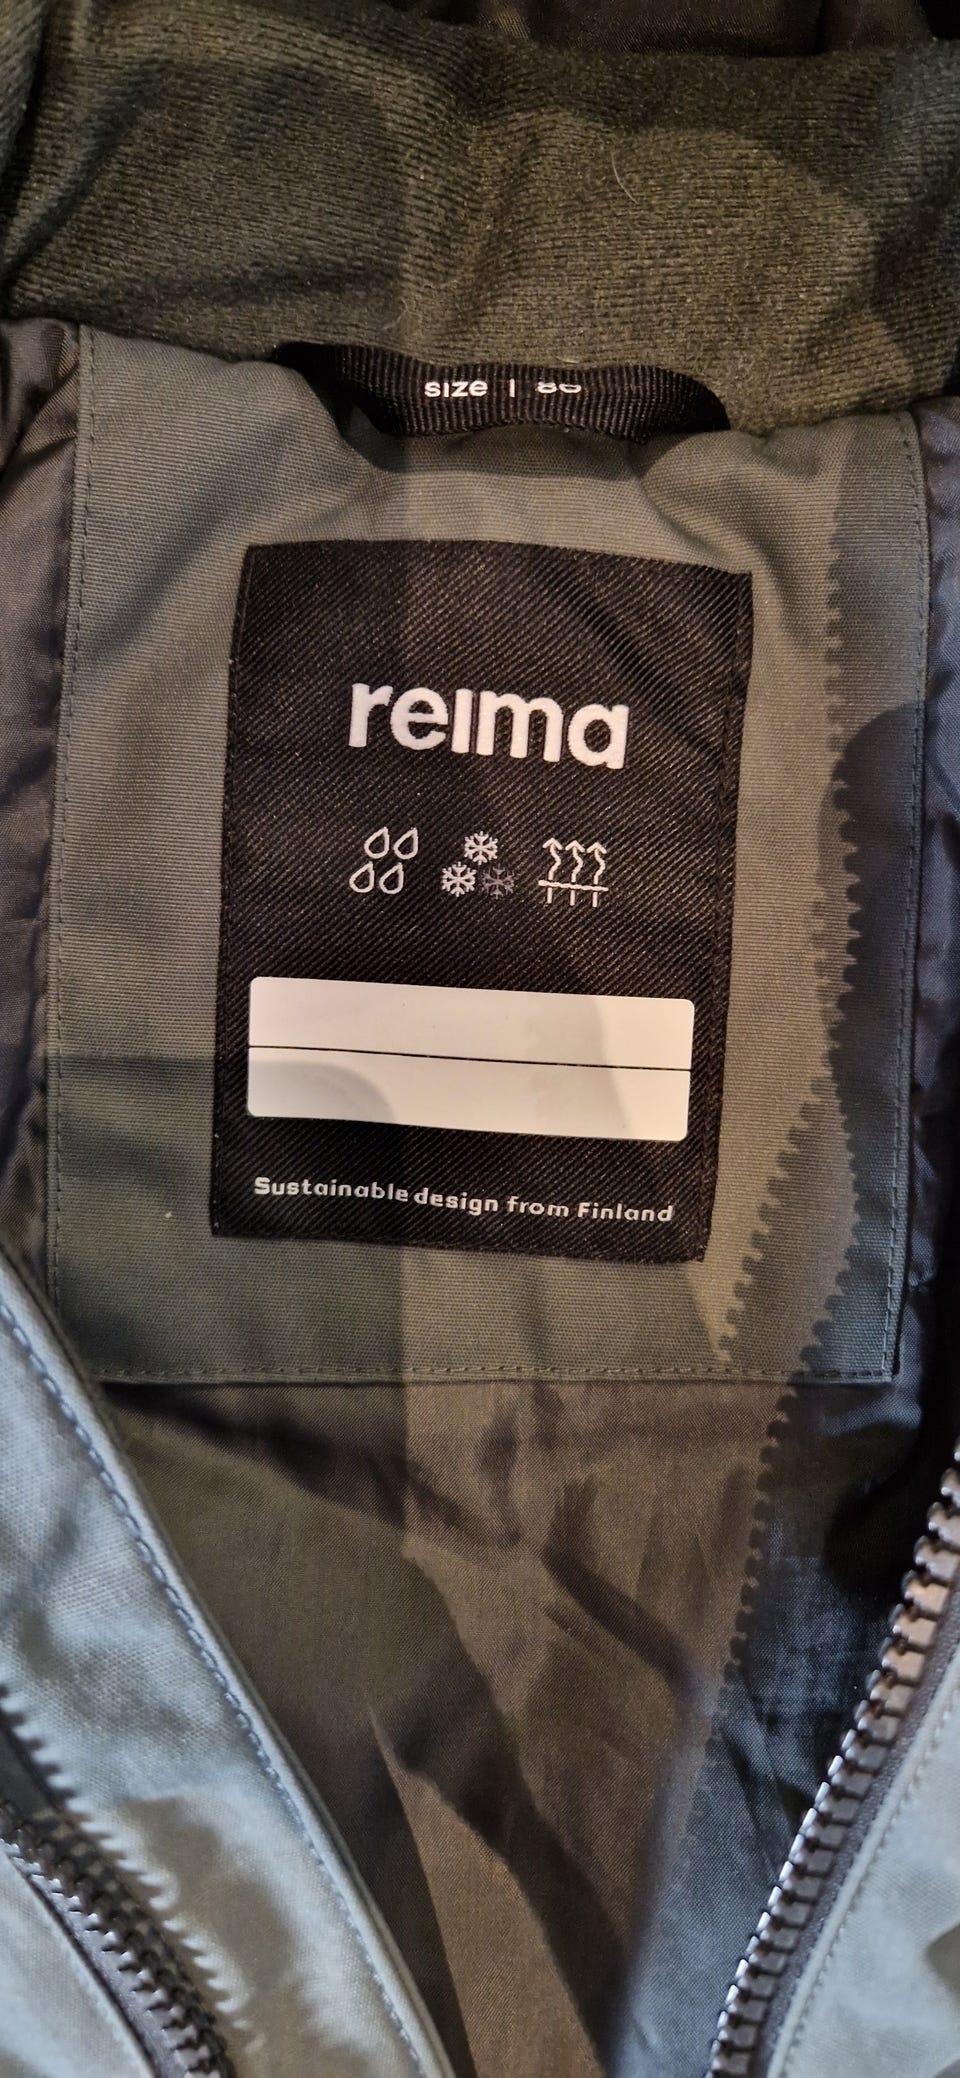 size |
reima
Sustainable design from Finland